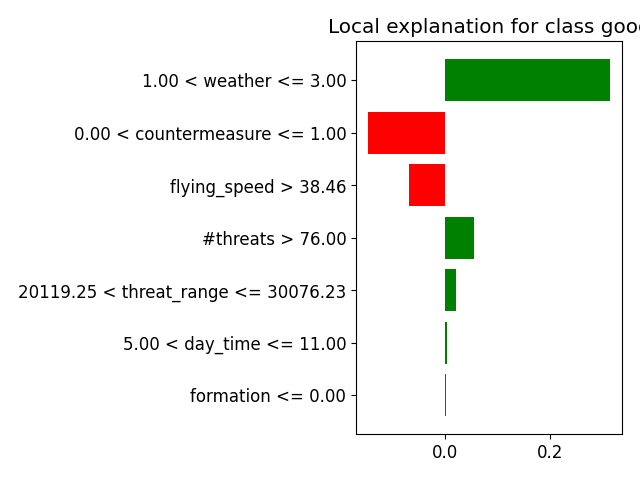 Local explanation for class goo
1.00 < weather <= 3.00
0.00 < countermeasure <= 1.00
flying_speed > 38.46
#threats > 76.00
20119.25 < threat_range <= 30076.23
5.00 < day_time <= 11.00
formation <= 0.00
0.0 0.2